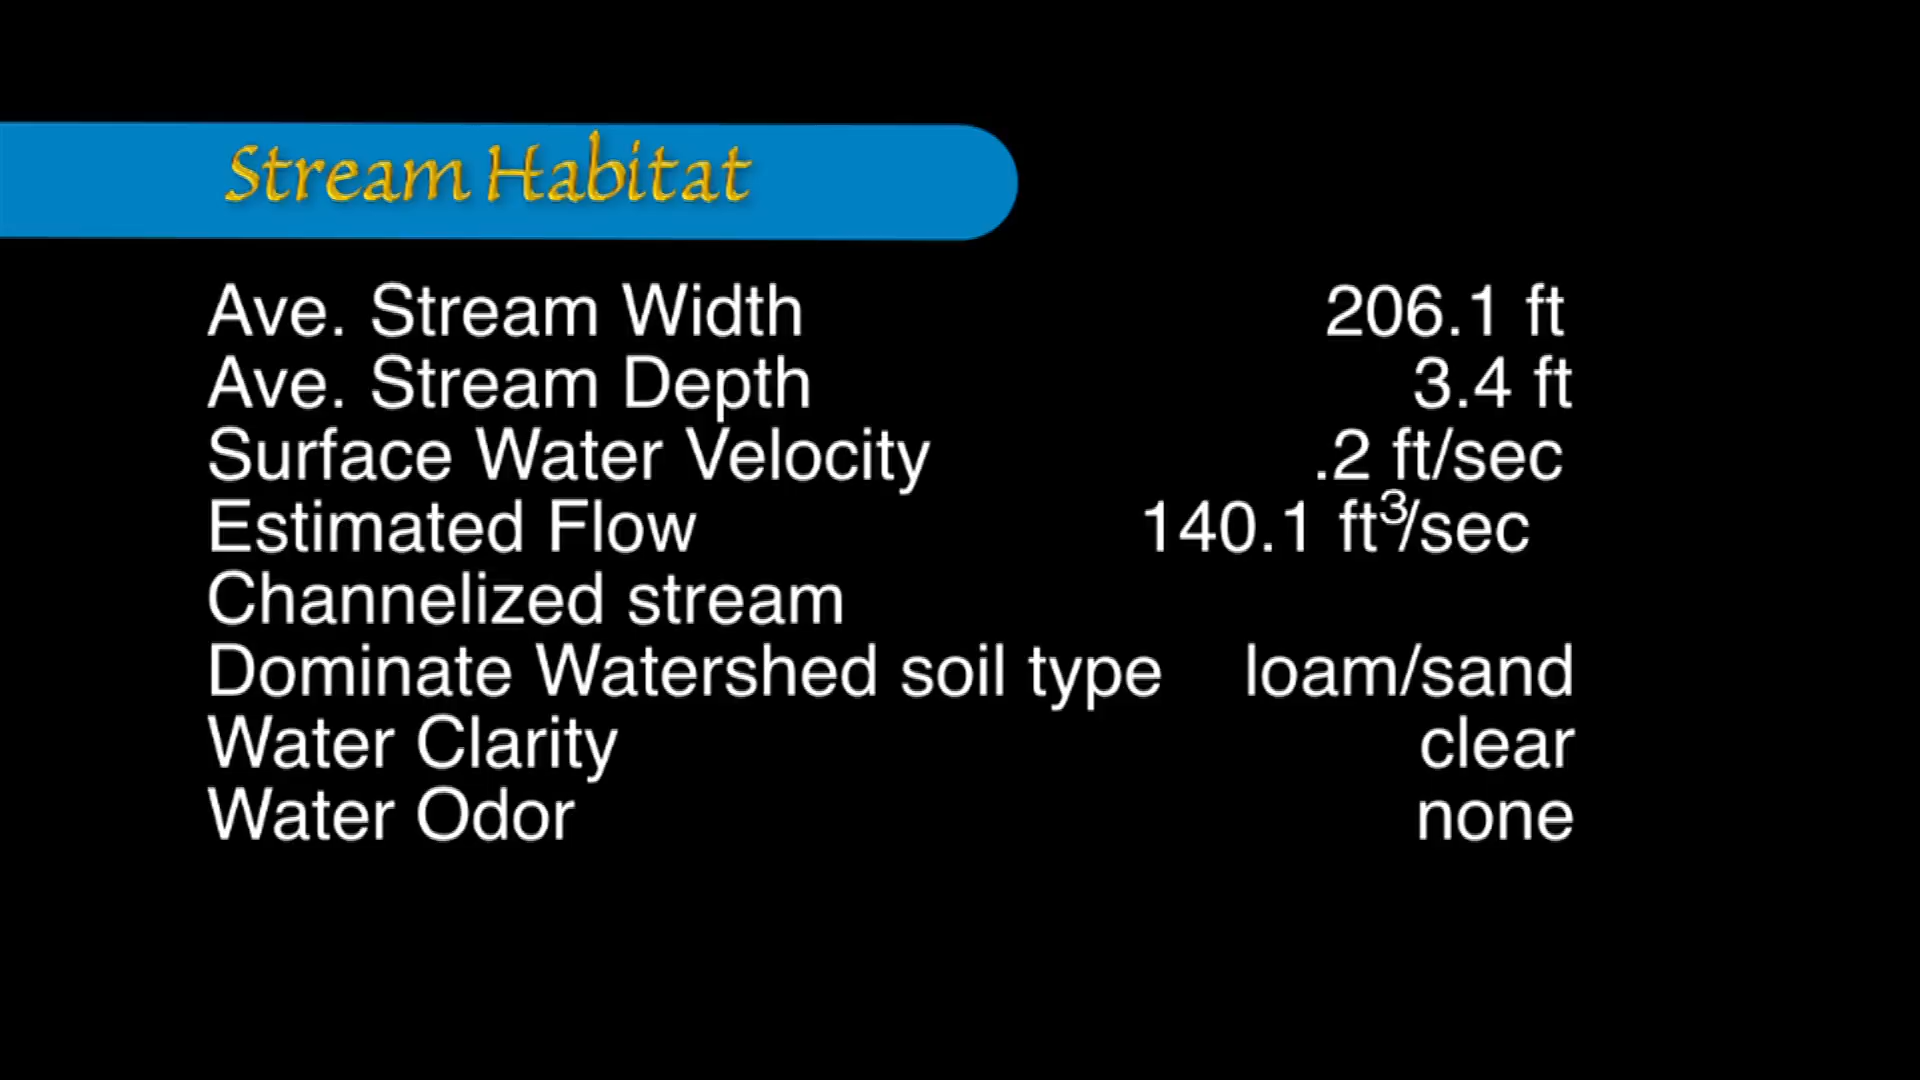 Stream Habitat
Ave. Stream Width 206.1 ft
Ave. Stream Depth 3.4 ft
Surface Water Velocity .2 ft/sec
Estimated Flow 140.1 ft³/sec
Channelized stream
Dominate Watershed soil type loam/sand
Water Clarity clear
Water Odor none